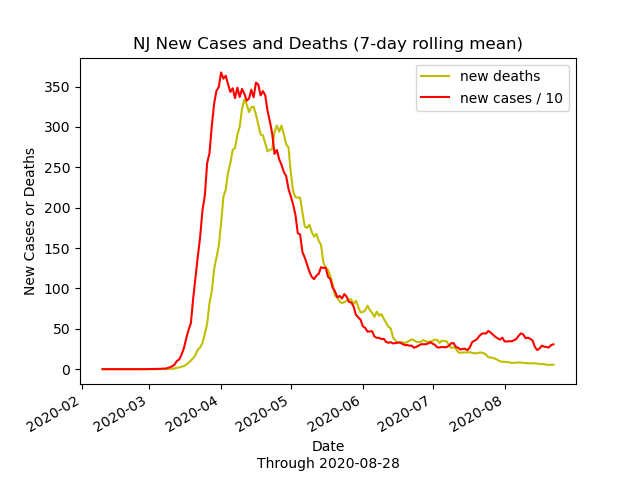 NJ New Cases and Deaths (7-day rolling mean)
new deaths
new cases / 10
350
300
250
200
150
100
50
0
New Cases or Deaths
2020-02
2020-03
2020-04
2020-05
2020-06
2020-07
2020-08
Date
Through 2020-08-28